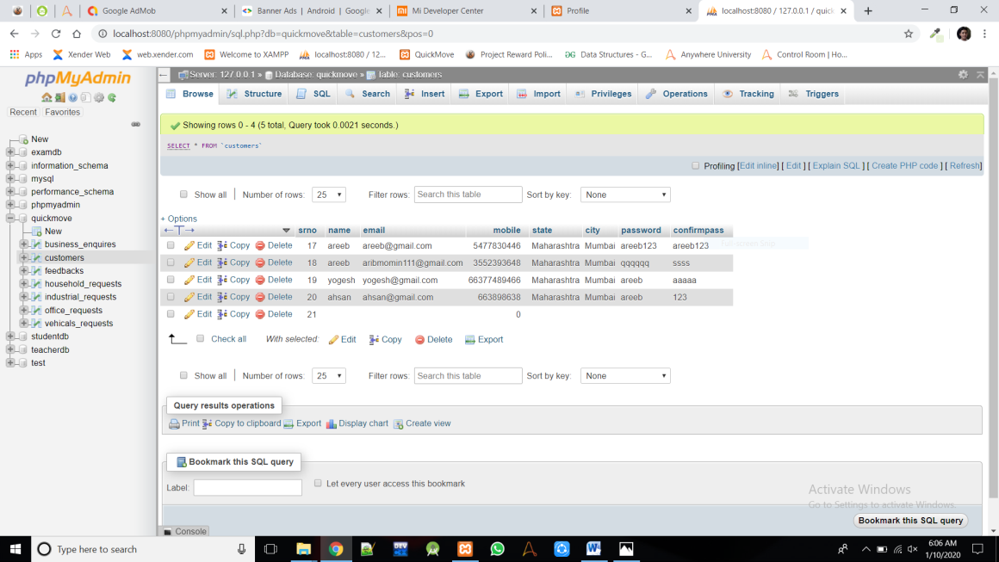 Google AdMob
Banner Ads | Android | Google
Mi Developer Center
Profile
localhost:8080 / 127.0.0.1 / quick
localhost:8080/phpmyadmin/sql.php?db=quickmove&table=customers&pos=0
Apps Xender Web web.xender.com Welcome to XAMPP localhost:8080 / 12... QuickMove Project Reward Poli... Data Structures - G... Anywhere University Control Room | Ho...
phpMyAdmin
Recent Favorites
New
examdb
information_schema
mysql
performance_schema
phpmyadmin
quickmove
New
business_enquires
customers
feedbacks
household_requests
industrial_requests
office_requests
vehicals_requests
studentdb
teacherdb
test
Server: 127.0.0.1 » Database: quickmove » Table: customers
Browse Structure SQL Search Insert Export Import Privileges Operations Tracking Triggers
Showing rows 0 - 4 (5 total, Query took 0.0021 seconds.)
SELECT * FROM `customers`
Profiling [Edit inline] [ Edit ] [ Explain SQL ] [ Create PHP code ] [ Refresh]
Show all | Number of rows: 25 Filter rows: Search this table Sort by key: None
+ Options
srno name email mobile state city password confirmpass
Edit Copy Delete 17 areeb areeb@gmail.com 5477830446 Maharashtra Mumbai areeb123 areeb123
Edit Copy Delete 18 areeb aribmomin111@gmail.com 3552393648 Maharashtra Mumbai qqqqqq ssss
Edit Copy Delete 19 yogesh yogesh@gmail.com 66377489466 Maharashtra Mumbai areeb aaaaa
Edit Copy Delete 20 ahsan ahsan@gmail.com 663898638 Maharashtra Mumbai areeb 123
Edit Copy Delete 21 0
Check all With selected: Edit Copy Delete Export
Show all | Number of rows: 25 Filter rows: Search this table Sort by key: None
Query results operations
Print Copy to clipboard Export Display chart Create view
Bookmark this SQL query
Label: Let every user access this bookmark
Activate Windows
Go to Settings to activate Windows.
Bookmark this SQL query
Console
Type here to search
DEV
6:06 AM
1/10/2020